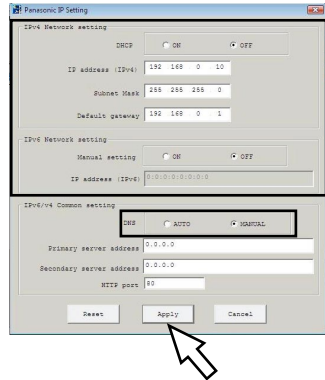 Panasonic IP Setting
IPv4 Network setting
DHCP ON OFF
IP address (IPv4) 192 168 0 10
Subnet Mask 255 255 255 0
Default gateway 192 168 0 1
IPv6 Network setting
Manual setting ON OFF
IP address (IPv6) 0:0:0:0:0:0:0:0
IPv6/v4 Common setting
DNS AUTO MANUAL
Primary server address 0.0.0.0
Secondary server address 0.0.0.0
HTTP port 80
Reset Apply Cancel